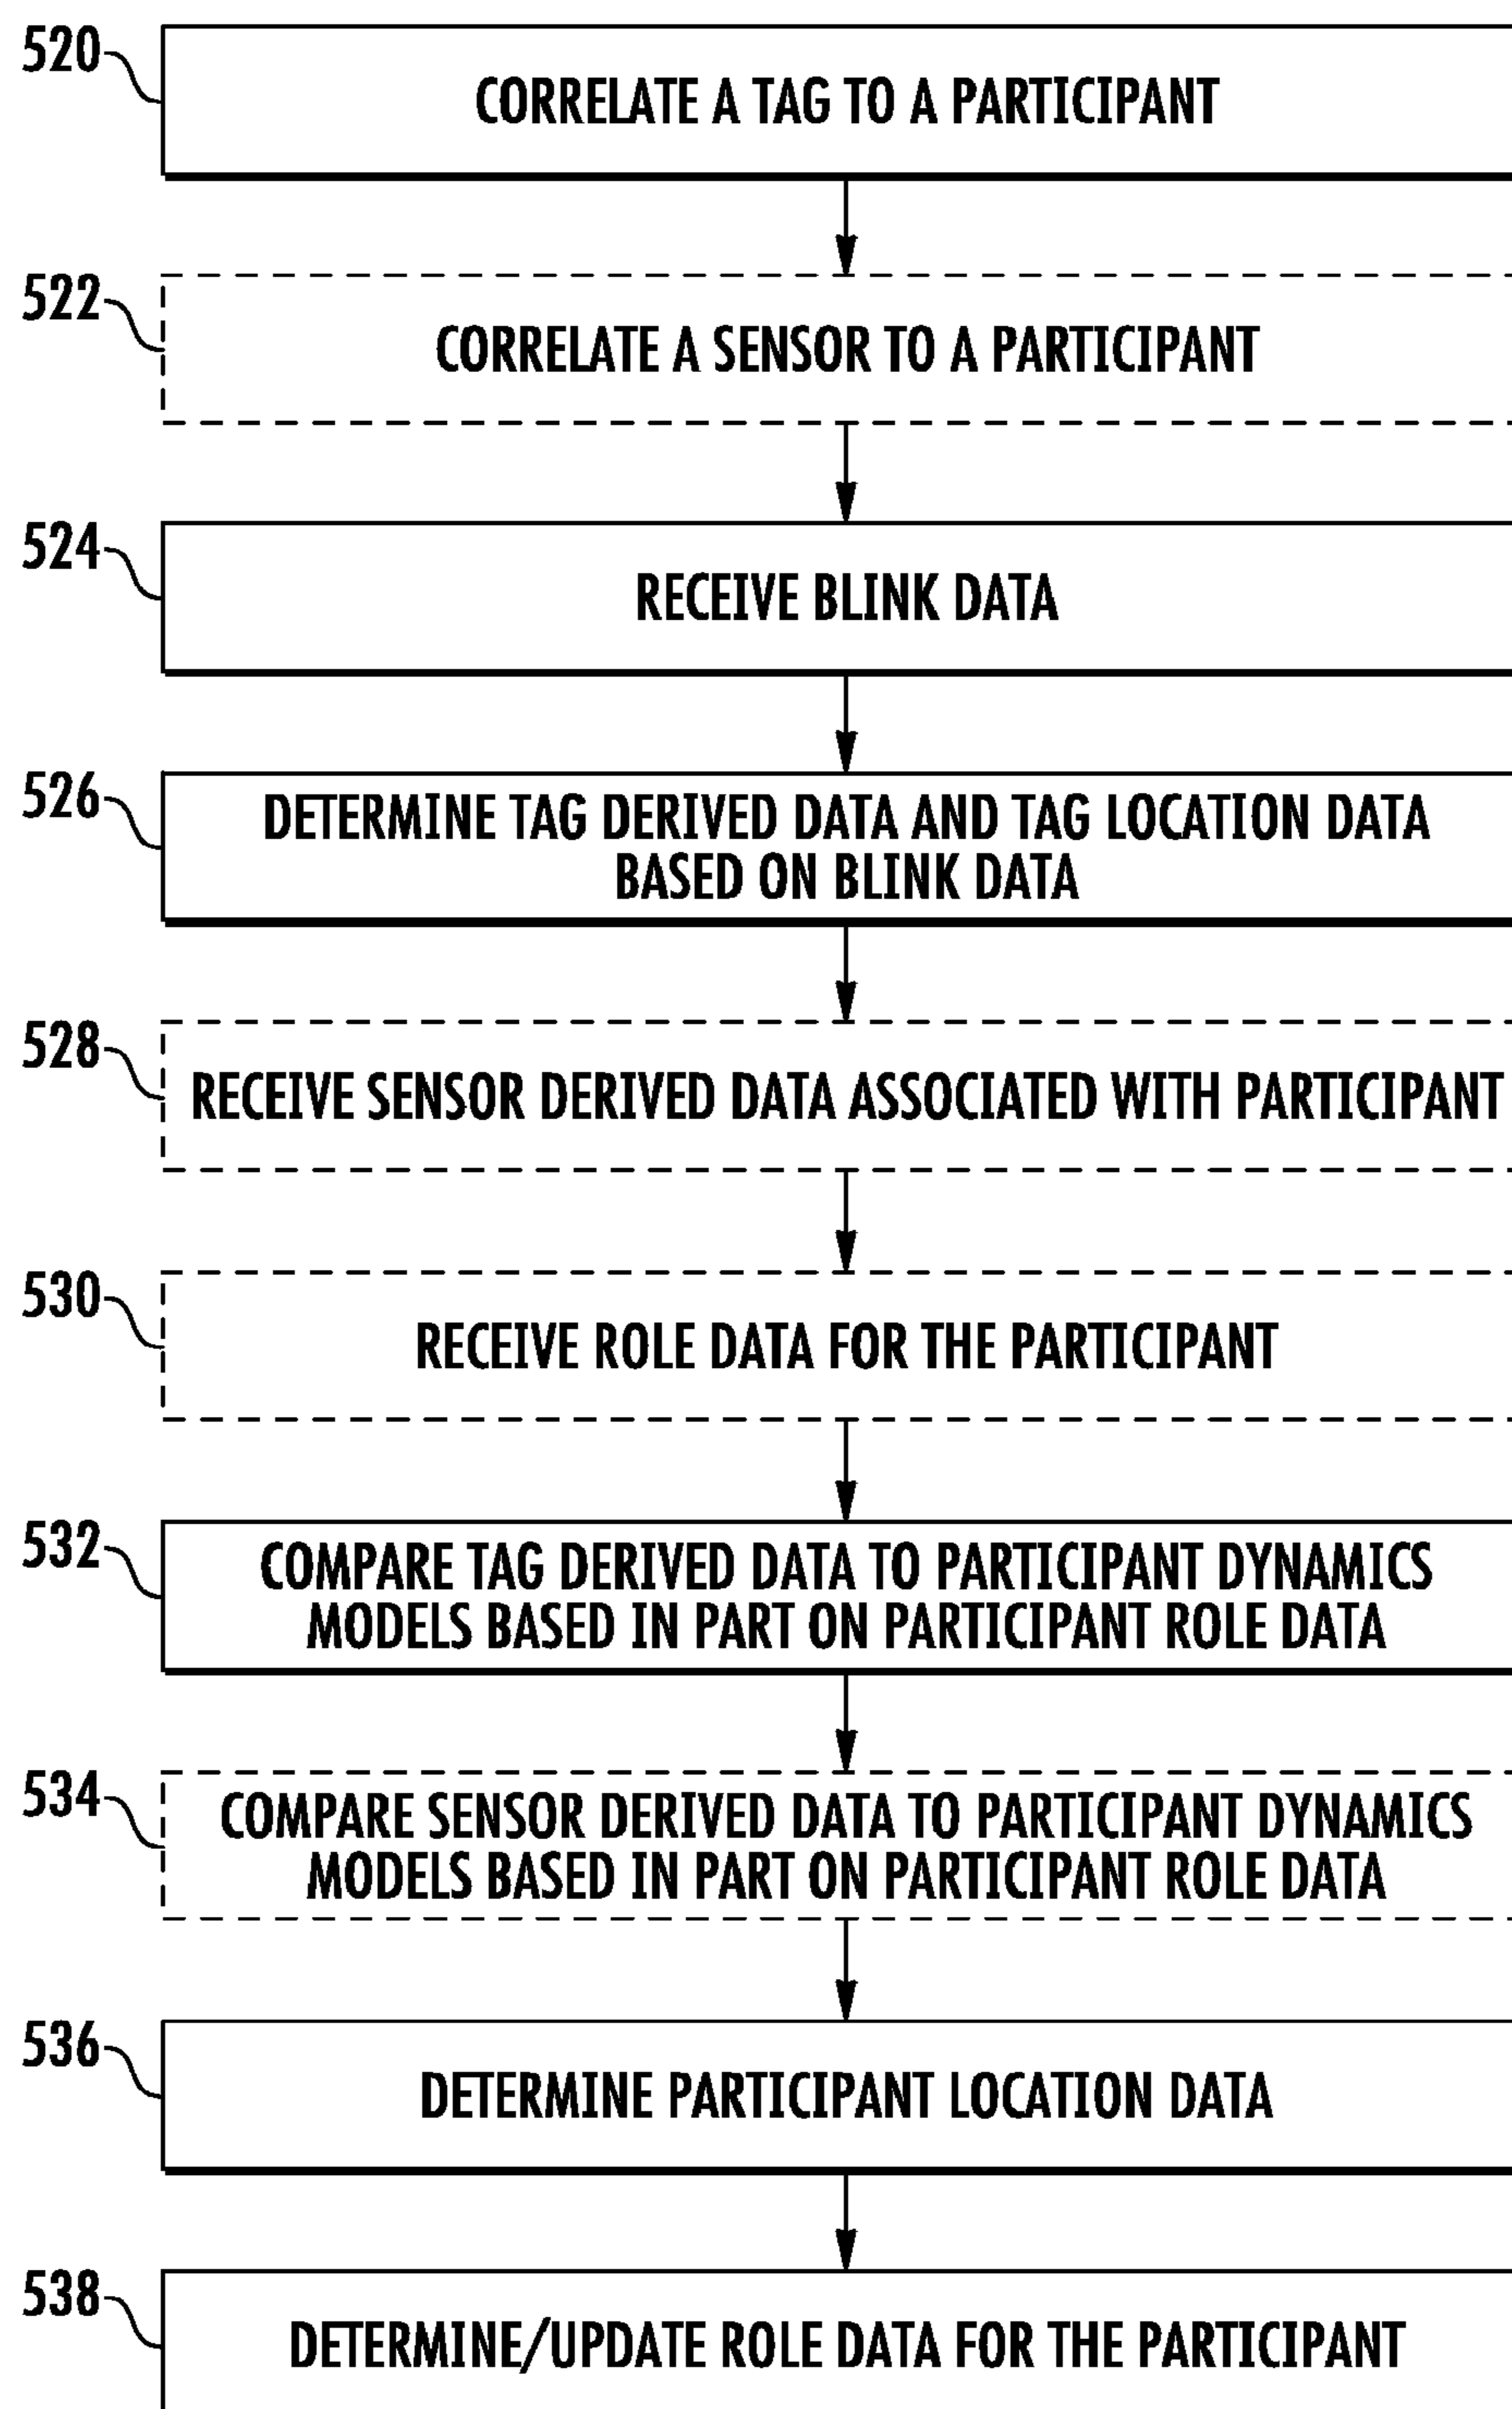 520
CORRELATE A TAG TO A PARTICIPANT
522
CORRELATE A SENSOR TO A PARTICIPANT
524
RECEIVE BLINK DATA
526
DETERMINE TAG DERIVED DATA AND TAG LOCATION DATA
BASED ON BLINK DATA
528
RECEIVE SENSOR DERIVED DATA ASSOCIATED WITH PARTICIPANT
530
RECEIVE ROLE DATA FOR THE PARTICIPANT
532
COMPARE TAG DERIVED DATA TO PARTICIPANT DYNAMICS
MODELS BASED IN PART ON PARTICIPANT ROLE DATA
534
COMPARE SENSOR DERIVED DATA TO PARTICIPANT DYNAMICS
MODELS BASED IN PART ON PARTICIPANT ROLE DATA
536
DETERMINE PARTICIPANT LOCATION DATA
538
DETERMINE/UPDATE ROLE DATA FOR THE PARTICIPANT